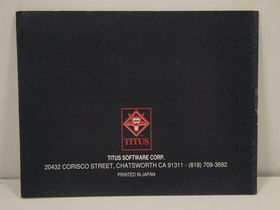 TITUS
TITUS SOFTWARE CORP.
20432 CORISCO STREET, CHATSWORTH CA 91311 - (818) 709-3692
PRINTED IN JAPAN